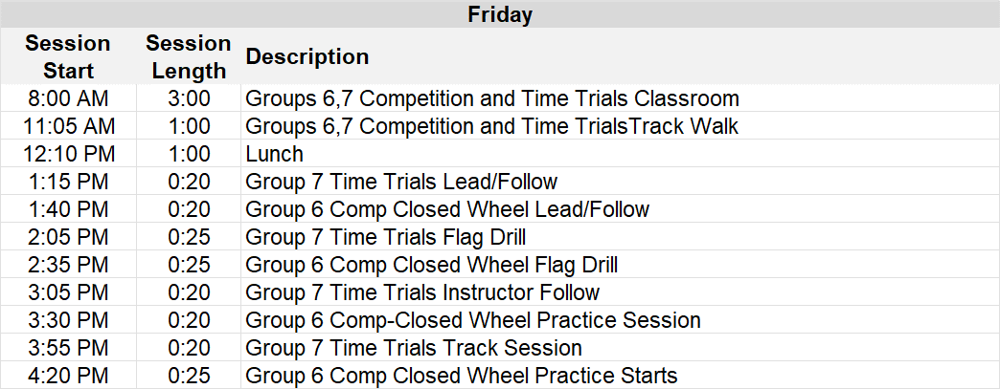 Friday
Session Start Session Length Description
8:00 AM 3:00 Groups 6,7 Competition and Time Trials Classroom
11:05 AM 1:00 Groups 6,7 Competition and Time TrialsTrack Walk
12:10 PM 1:00 Lunch
1:15 PM 0:20 Group 7 Time Trials Lead/Follow
1:40 PM 0:20 Group 6 Comp Closed Wheel Lead/Follow
2:05 PM 0:25 Group 7 Time Trials Flag Drill
2:35 PM 0:25 Group 6 Comp Closed Wheel Flag Drill
3:05 PM 0:20 Group 7 Time Trials Instructor Follow
3:30 PM 0:20 Group 6 Comp-Closed Wheel Practice Session
3:55 PM 0:20 Group 7 Time Trials Track Session
4:20 PM 0:25 Group 6 Comp Closed Wheel Practice Starts